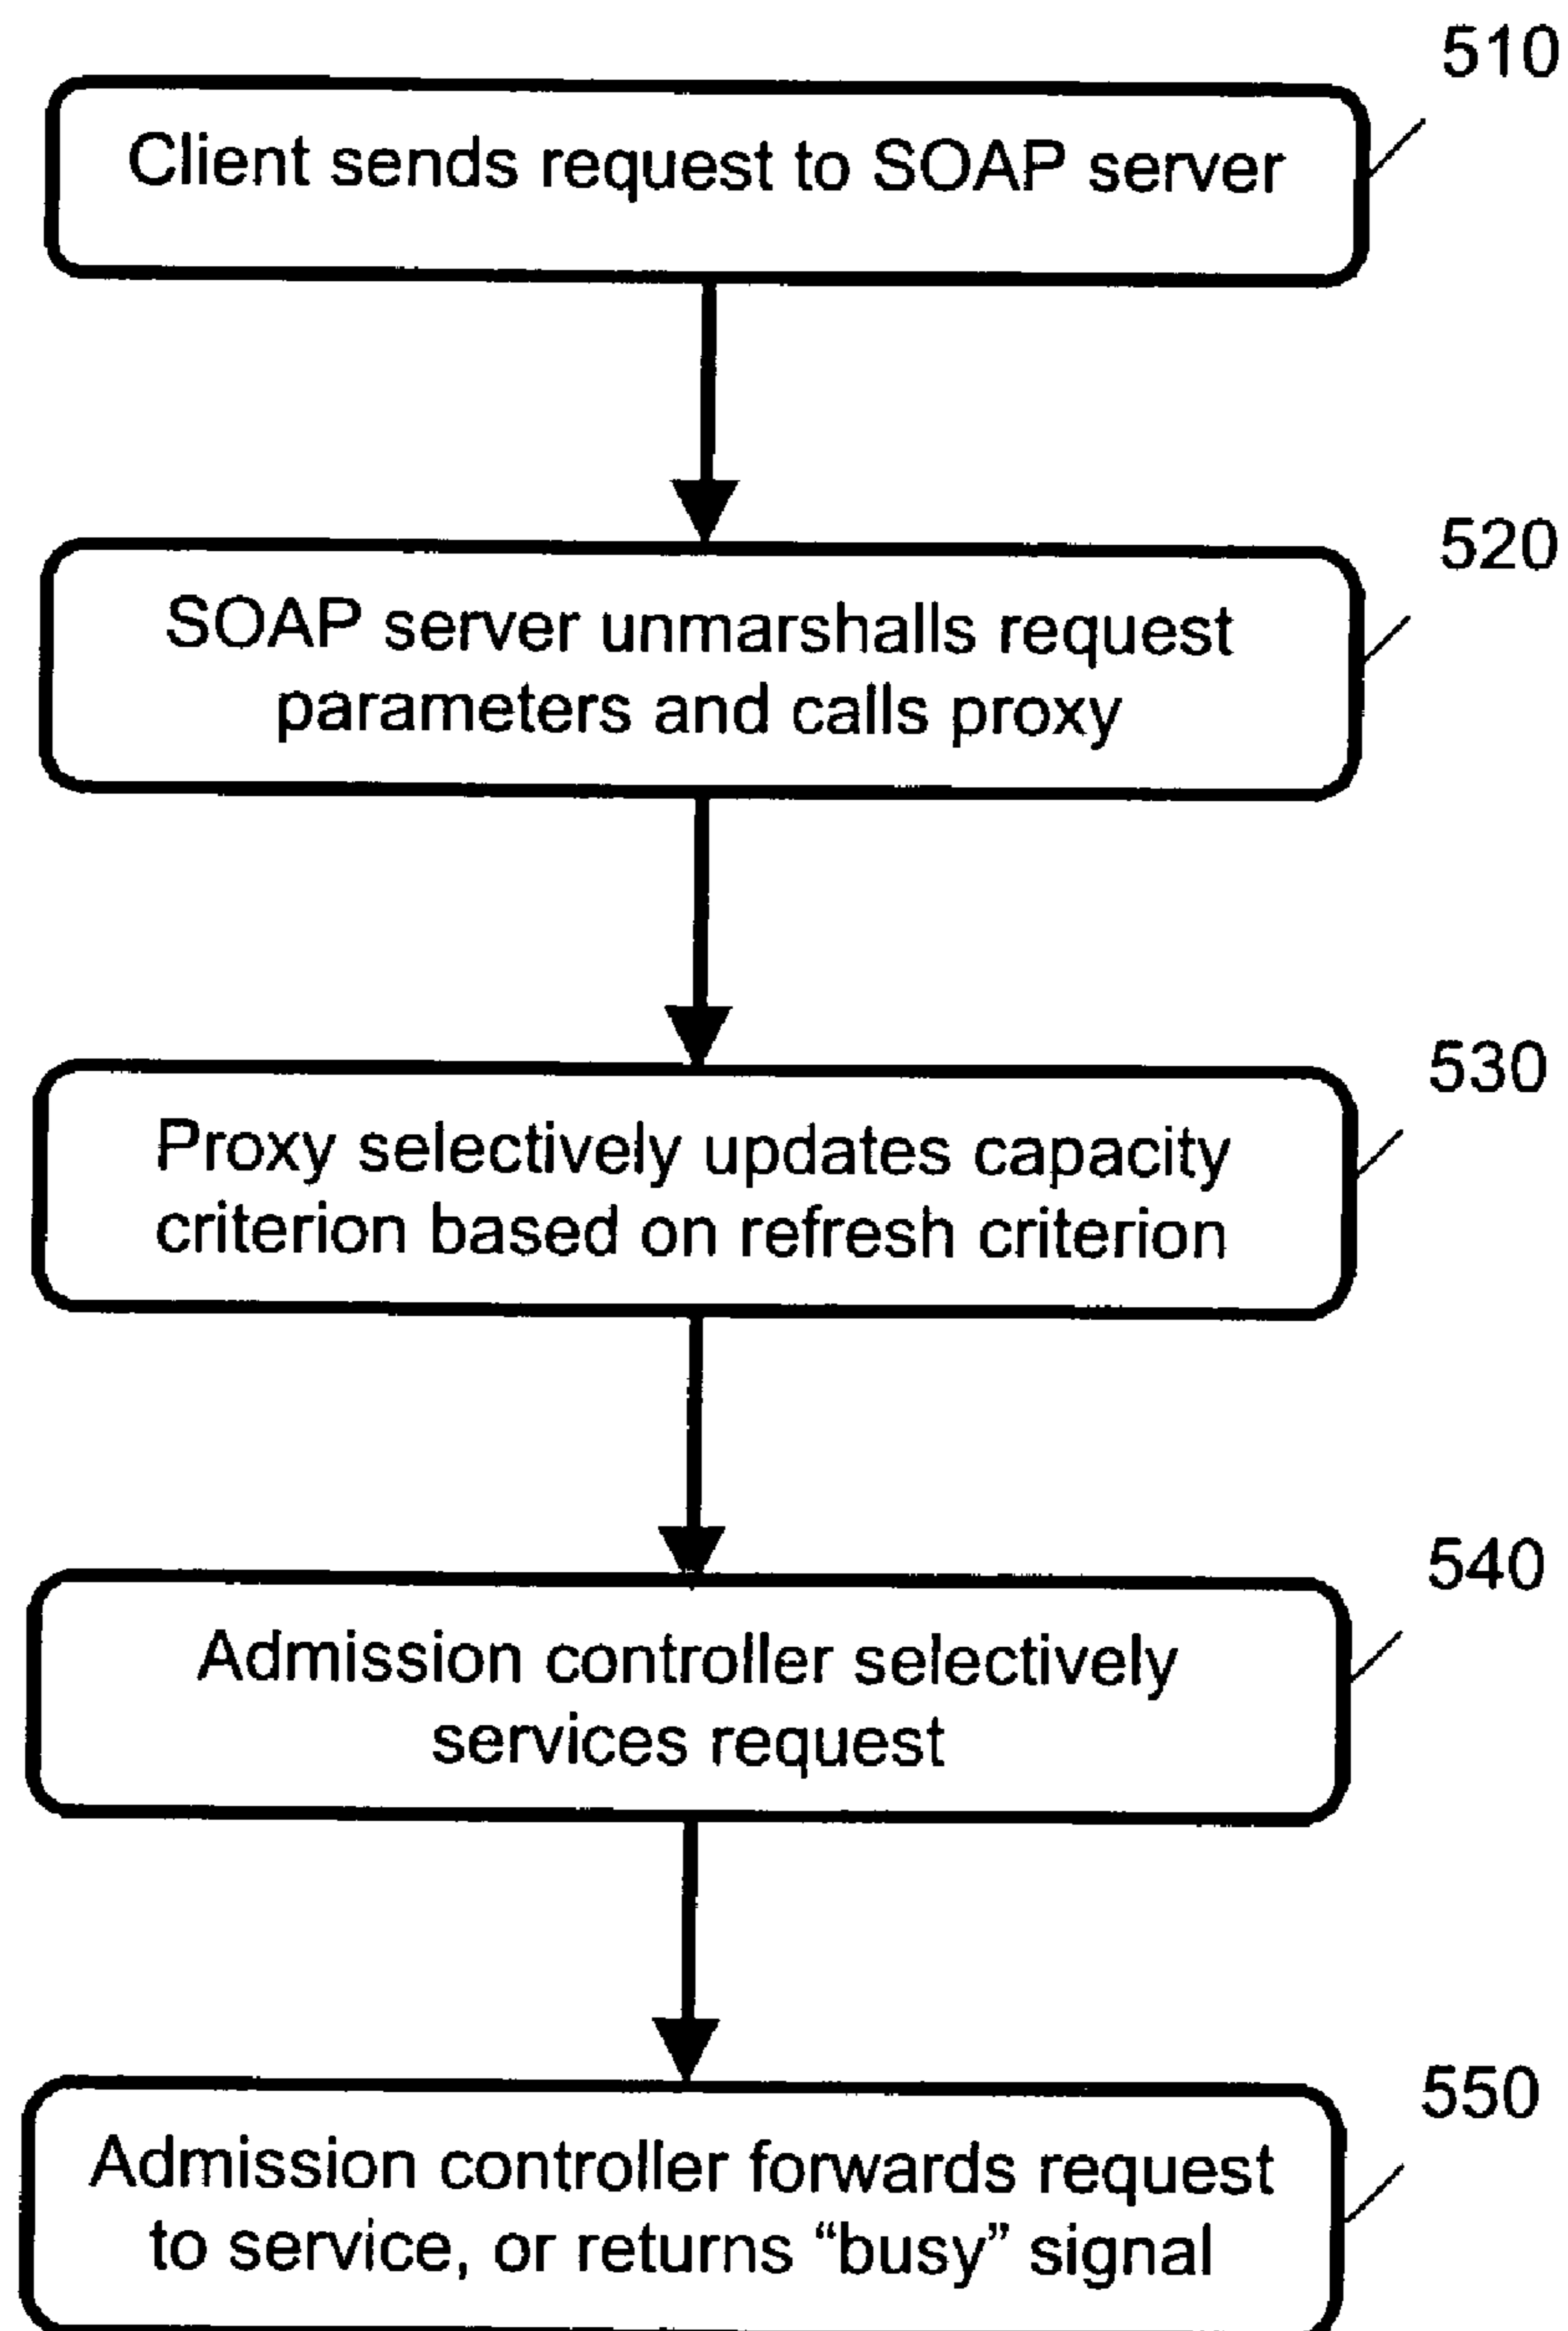 510
Client sends request to SOAP server
520
SOAP server unmarshalls request
parameters and calls proxy
530
Proxy selectively updates capacity
criterion based on refresh criterion
540
Admission controller selectively
services request
550
Admission controller forwards request
to service, or returns “busy” signal